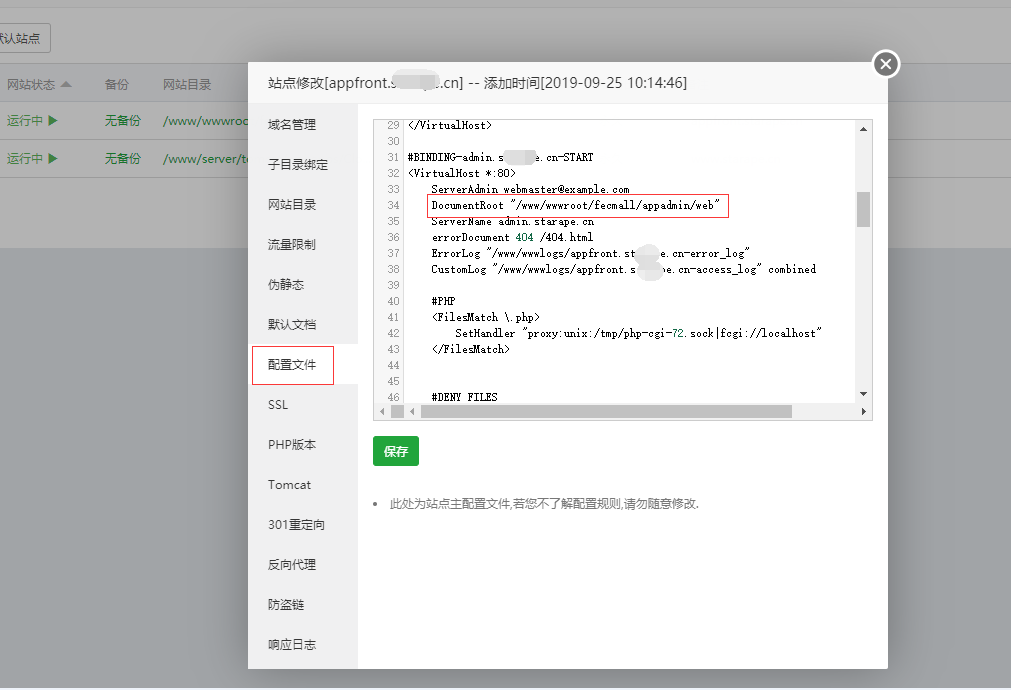 默认站点
网站状态 备份 网站目录
运行中 无备份 /www/wwwroo
运行中 无备份 /www/server/to
站点修改[appfront.s .cn] -- 添加时间[2019-09-25 10:14:46]
域名管理
子目录绑定
网站目录
流量限制
伪静态
默认文档
配置文件
SSL
PHP版本
Tomcat
301重定向
反向代理
防盗链
响应日志
29 </VirtualHost>
30
31 #BINDING-admin.s e.cn-START
32 <VirtualHost *:80>
33 ServerAdmin webmaster@example.com
34 DocumentRoot "/www/wwwroot/fecmall/appadmin/web"
35 ServerName admin.starape.cn
36 errorDocument 404 /404.html
37 ErrorLog "/www/wwwlogs/appfront.st e.cn-error_log"
38 CustomLog "/www/wwwlogs/appfront.s pe.cn-access_log" combined
39
40 #PHP
41 <FilesMatch \.php>
42 SetHandler "proxy:unix:/tmp/php-cgi-72.sock|fcgi://localhost"
43 </FilesMatch>
44
45
46 #DENY FILES
保存
此处为站点主配置文件,若您不了解配置规则,请勿随意修改.